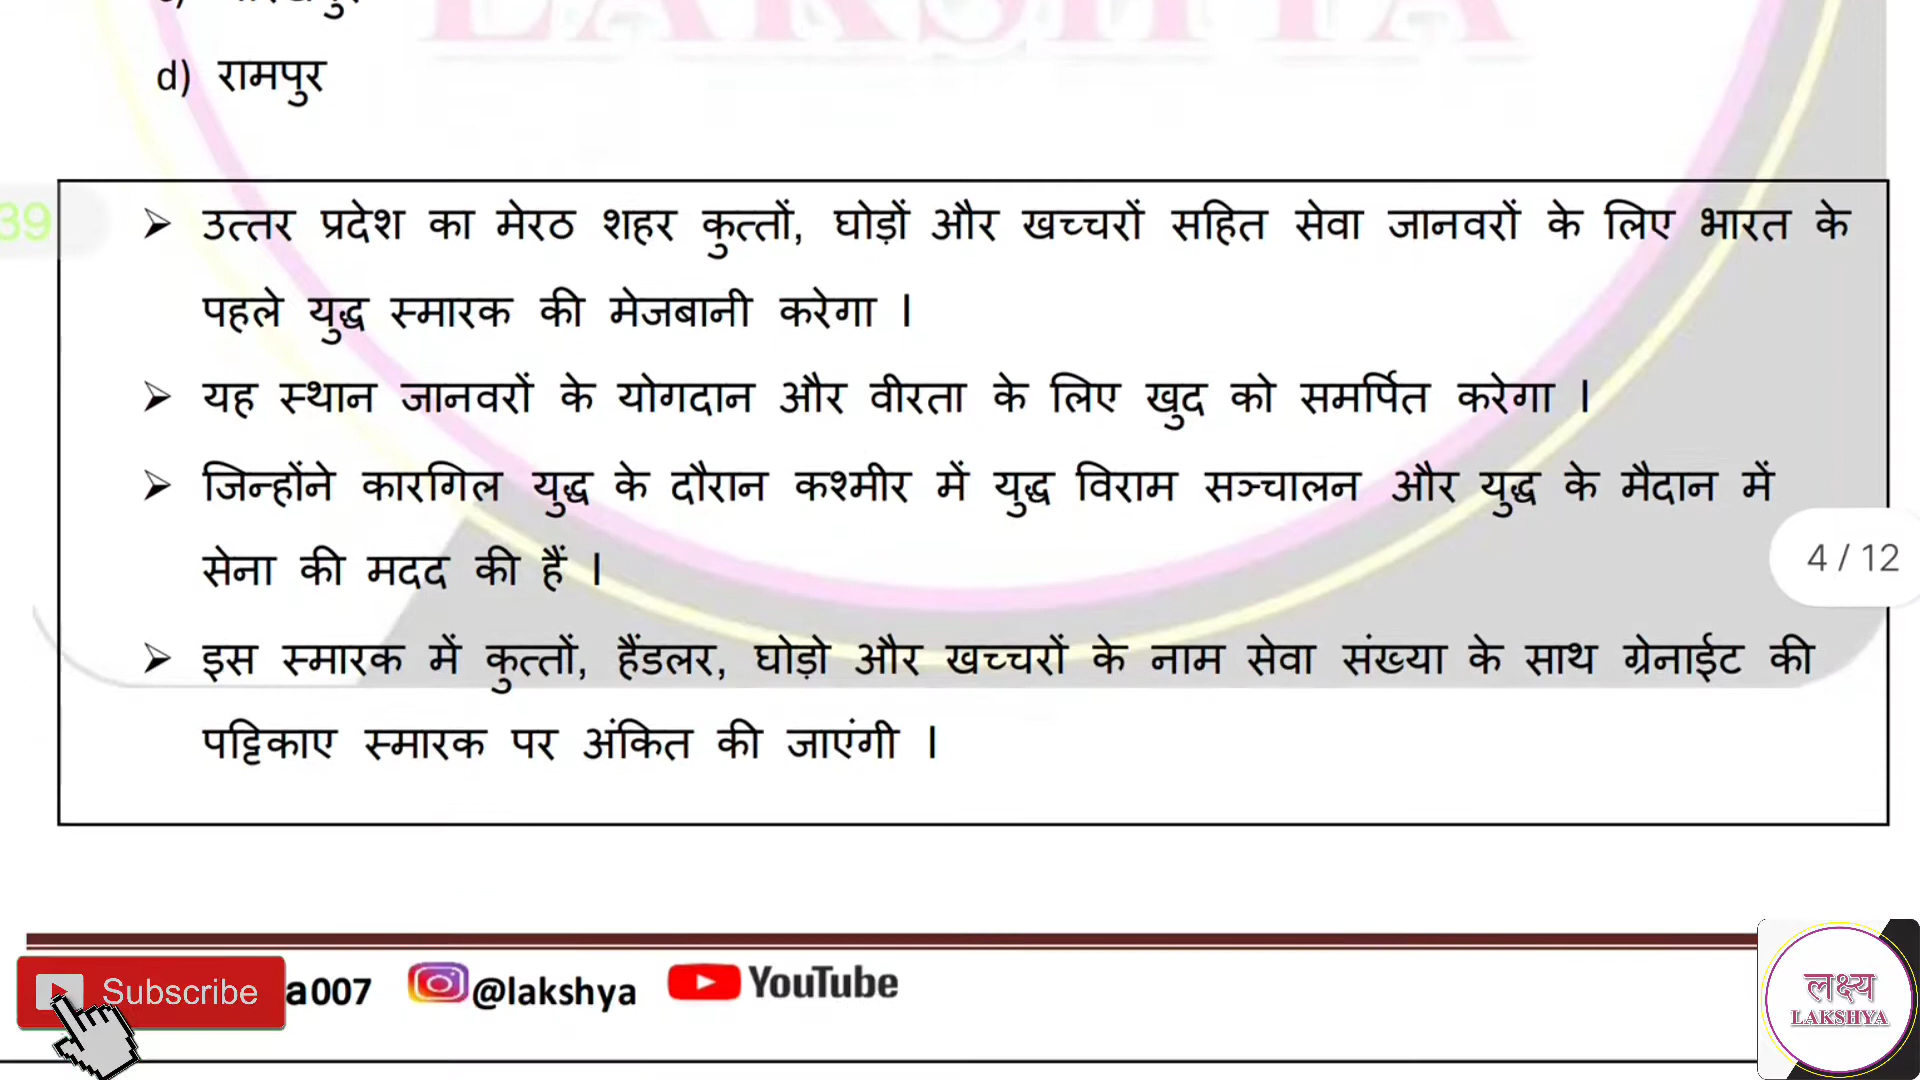 LAKSHYA
d) रामपुर
39
➢ उत्तर प्रदेश का मेरठ शहर कुत्तों, घोड़ों और खच्चरों सहित सेवा जानवरों के लिए भारत के
पहले युद्ध स्मारक की मेजबानी करेगा ।
➢ यह स्थान जानवरों के योगदान और वीरता के लिए खुद को समर्पित करेगा ।
➢ जिन्होंने कारगिल युद्ध के दौरान कश्मीर में युद्ध विराम सञ्चालन और युद्ध के मैदान में
सेना की मदद की हैं ।
4 / 12
➢ इस स्मारक में कुत्तों, हैंडलर, घोड़ो और खच्चरों के नाम सेवा संख्या के साथ ग्रेनाईट की
पट्टिकाए स्मारक पर अंकित की जाएंगी ।
Subscribe a007 @lakshya YouTube
लक्ष्य
LAKSHYA